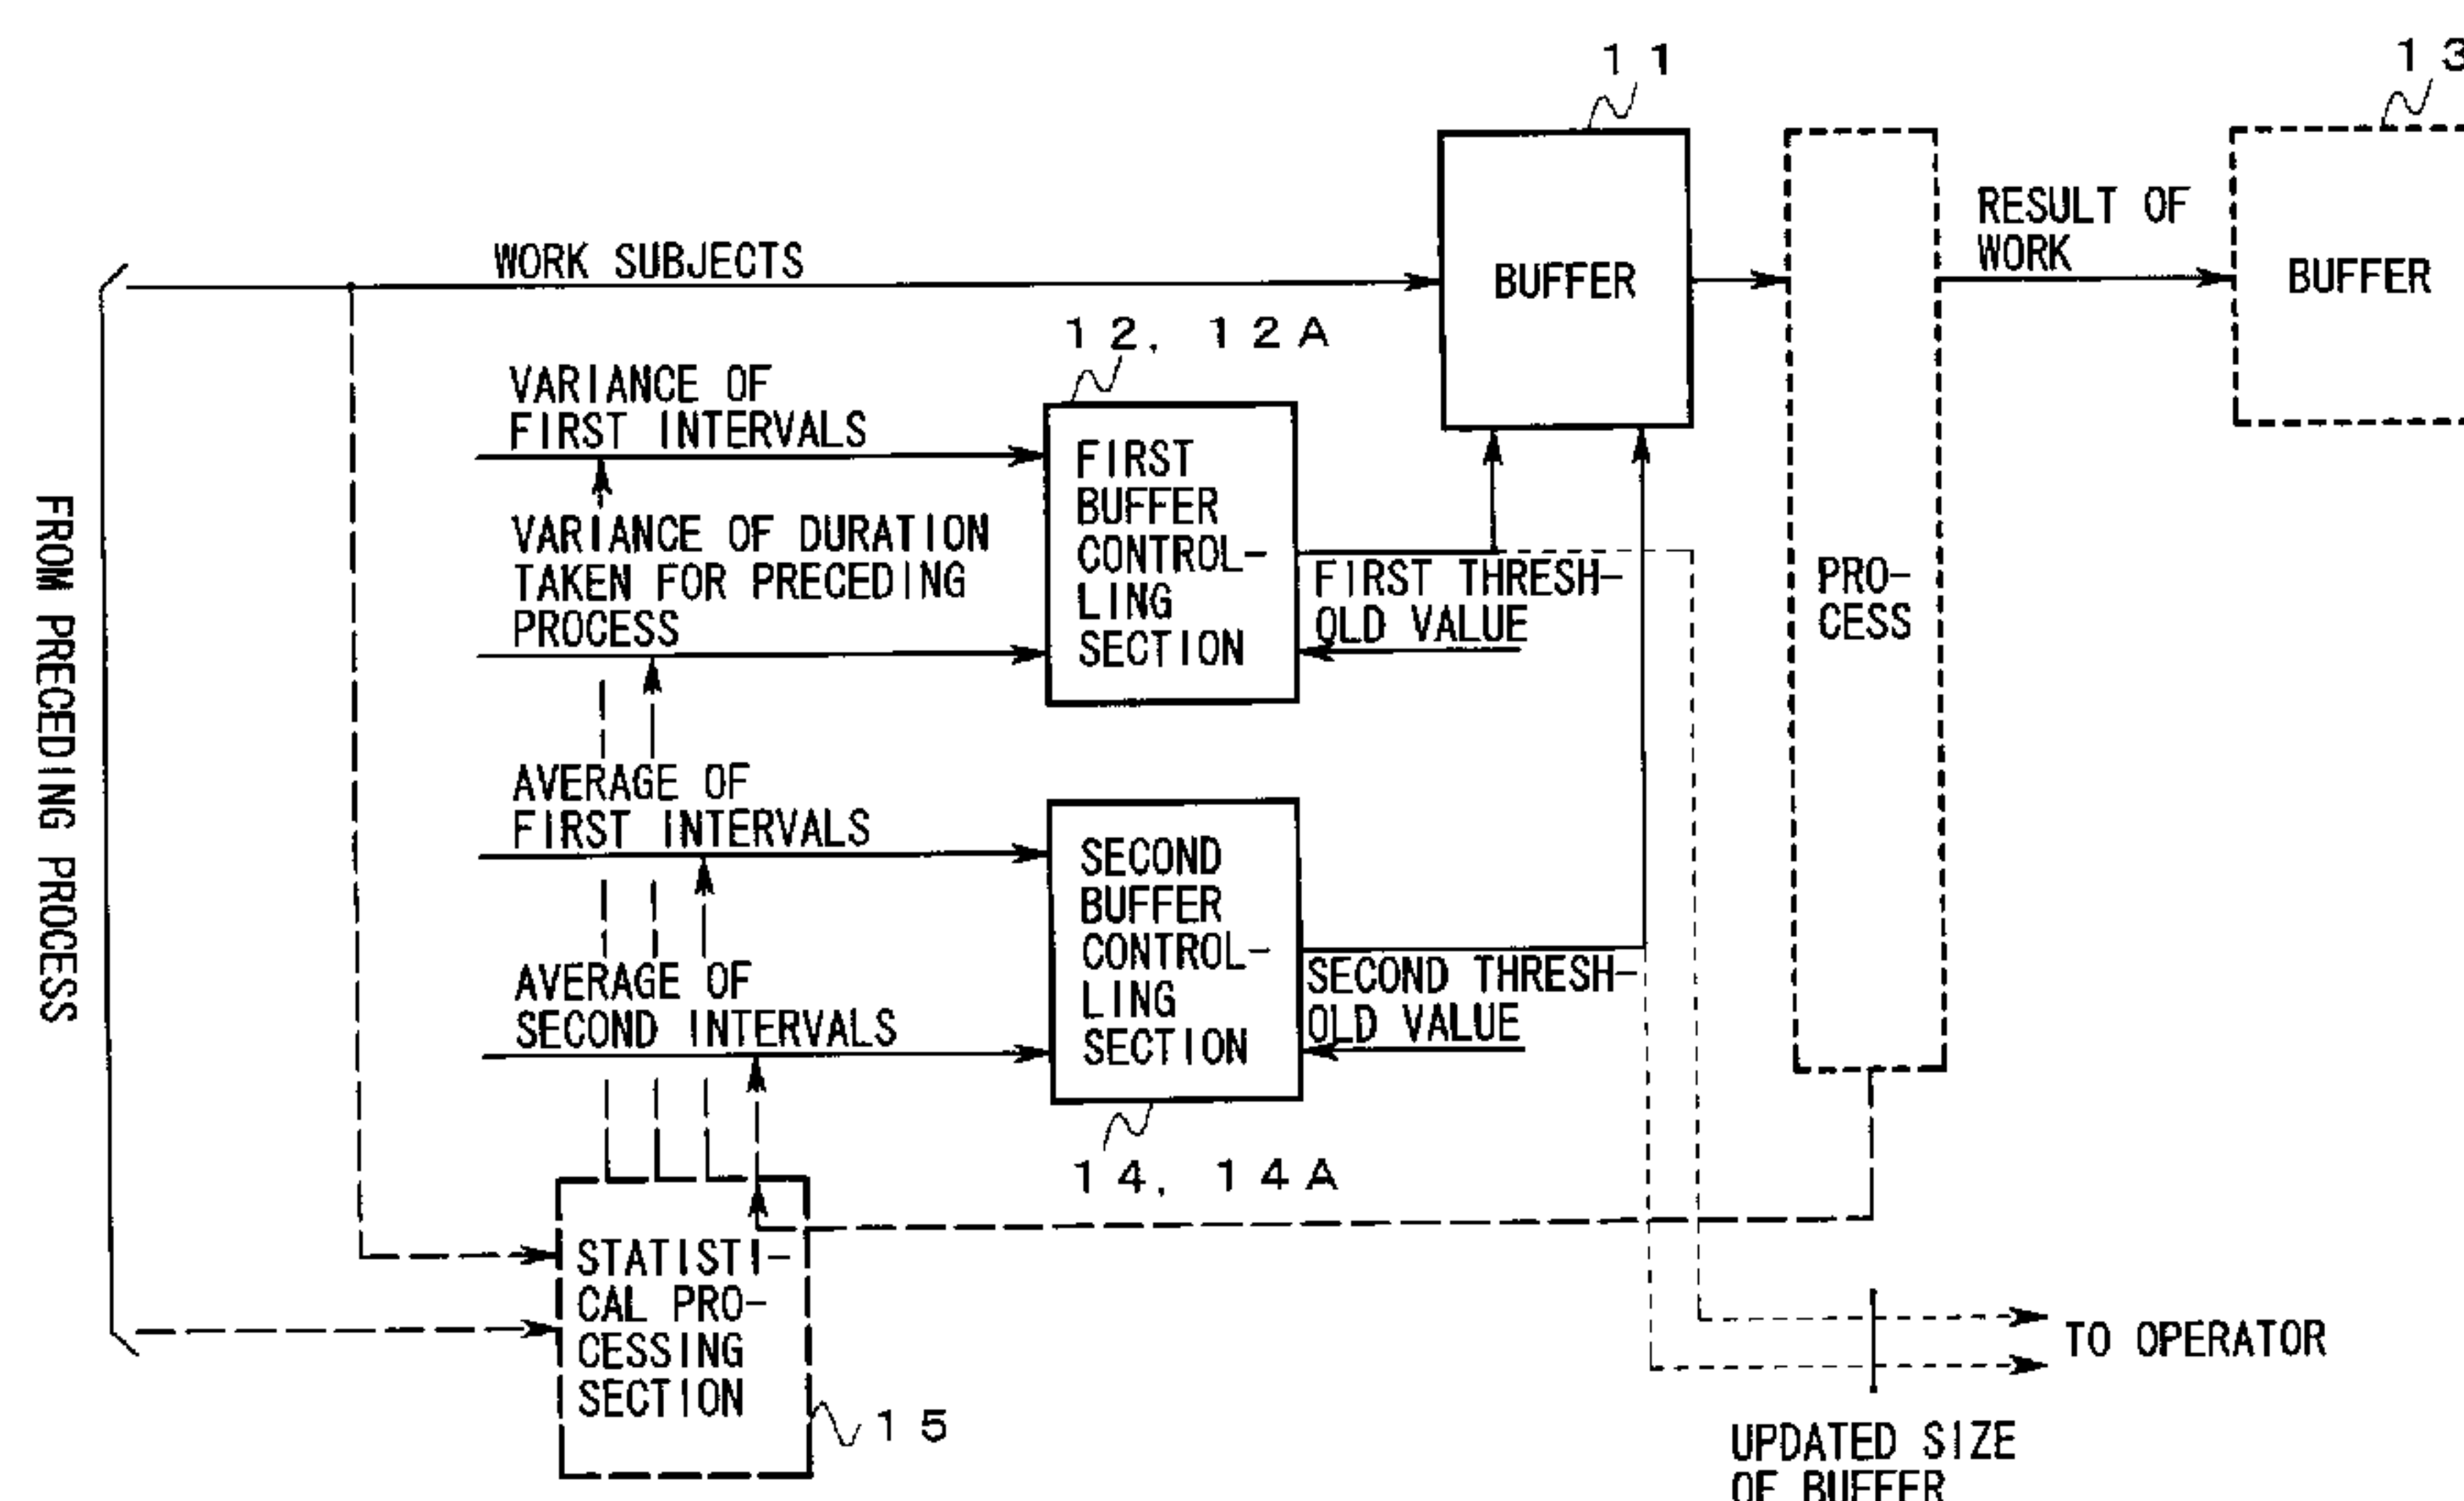 11
13
WORK SUBJECTS
BUFFER
RESULT OF
WORK
BUFFER
12, 12A
VARIANCE OF
FIRST INTERVALS
FIRST
BUFFER
CONTROL-
LING
SECTION
VARIANCE OF DURATION
TAKEN FOR PRECEDING
PROCESS
FIRST THRESH-
OLD VALUE
PRO-
CESS
FROM PRECEDING PROCESS
AVERAGE OF
FIRST INTERVALS
SECOND
BUFFER
CONTROL-
LING
SECTION
AVERAGE OF
SECOND INTERVALS
SECOND THRESH-
OLD VALUE
14, 14A
STATISTI-
CAL PRO-
CESSING
SECTION
15
TO OPERATOR
UPDATED SIZE
OF BUFFER